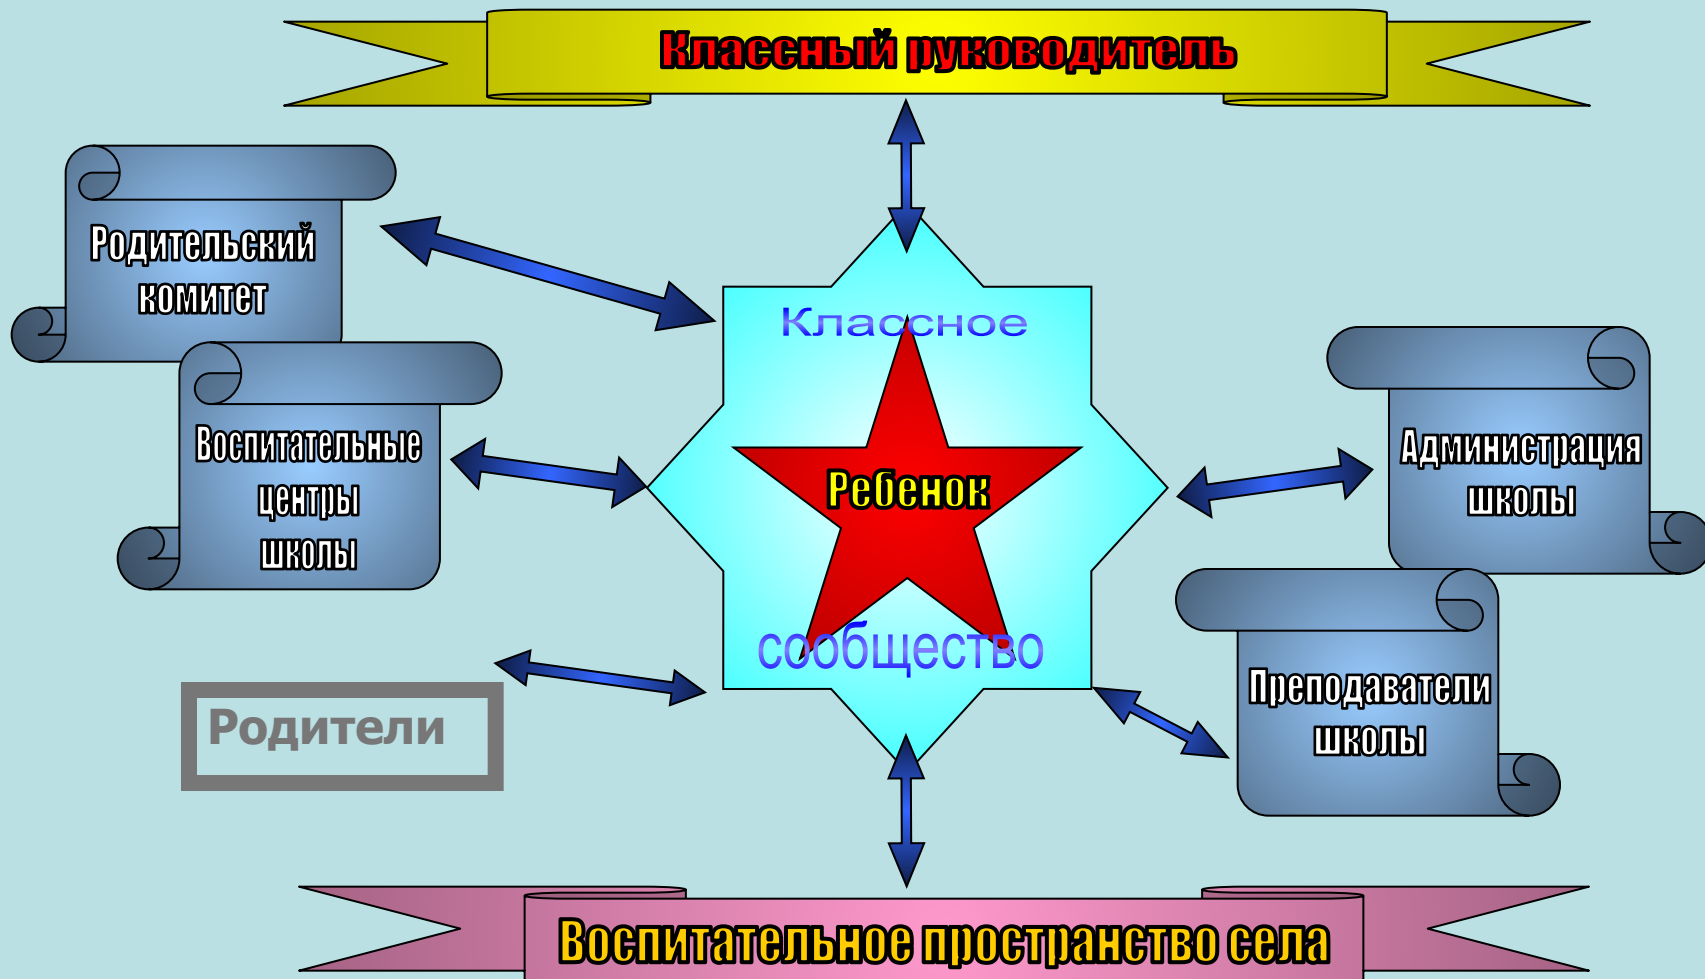 Классный руководитель
Родительский
комитет
Классное
Воспитательные
центры
школы
Администрация
школы
Ребенок
сообщество
Преподаватели
школы
Родители
Воспитательное пространство села